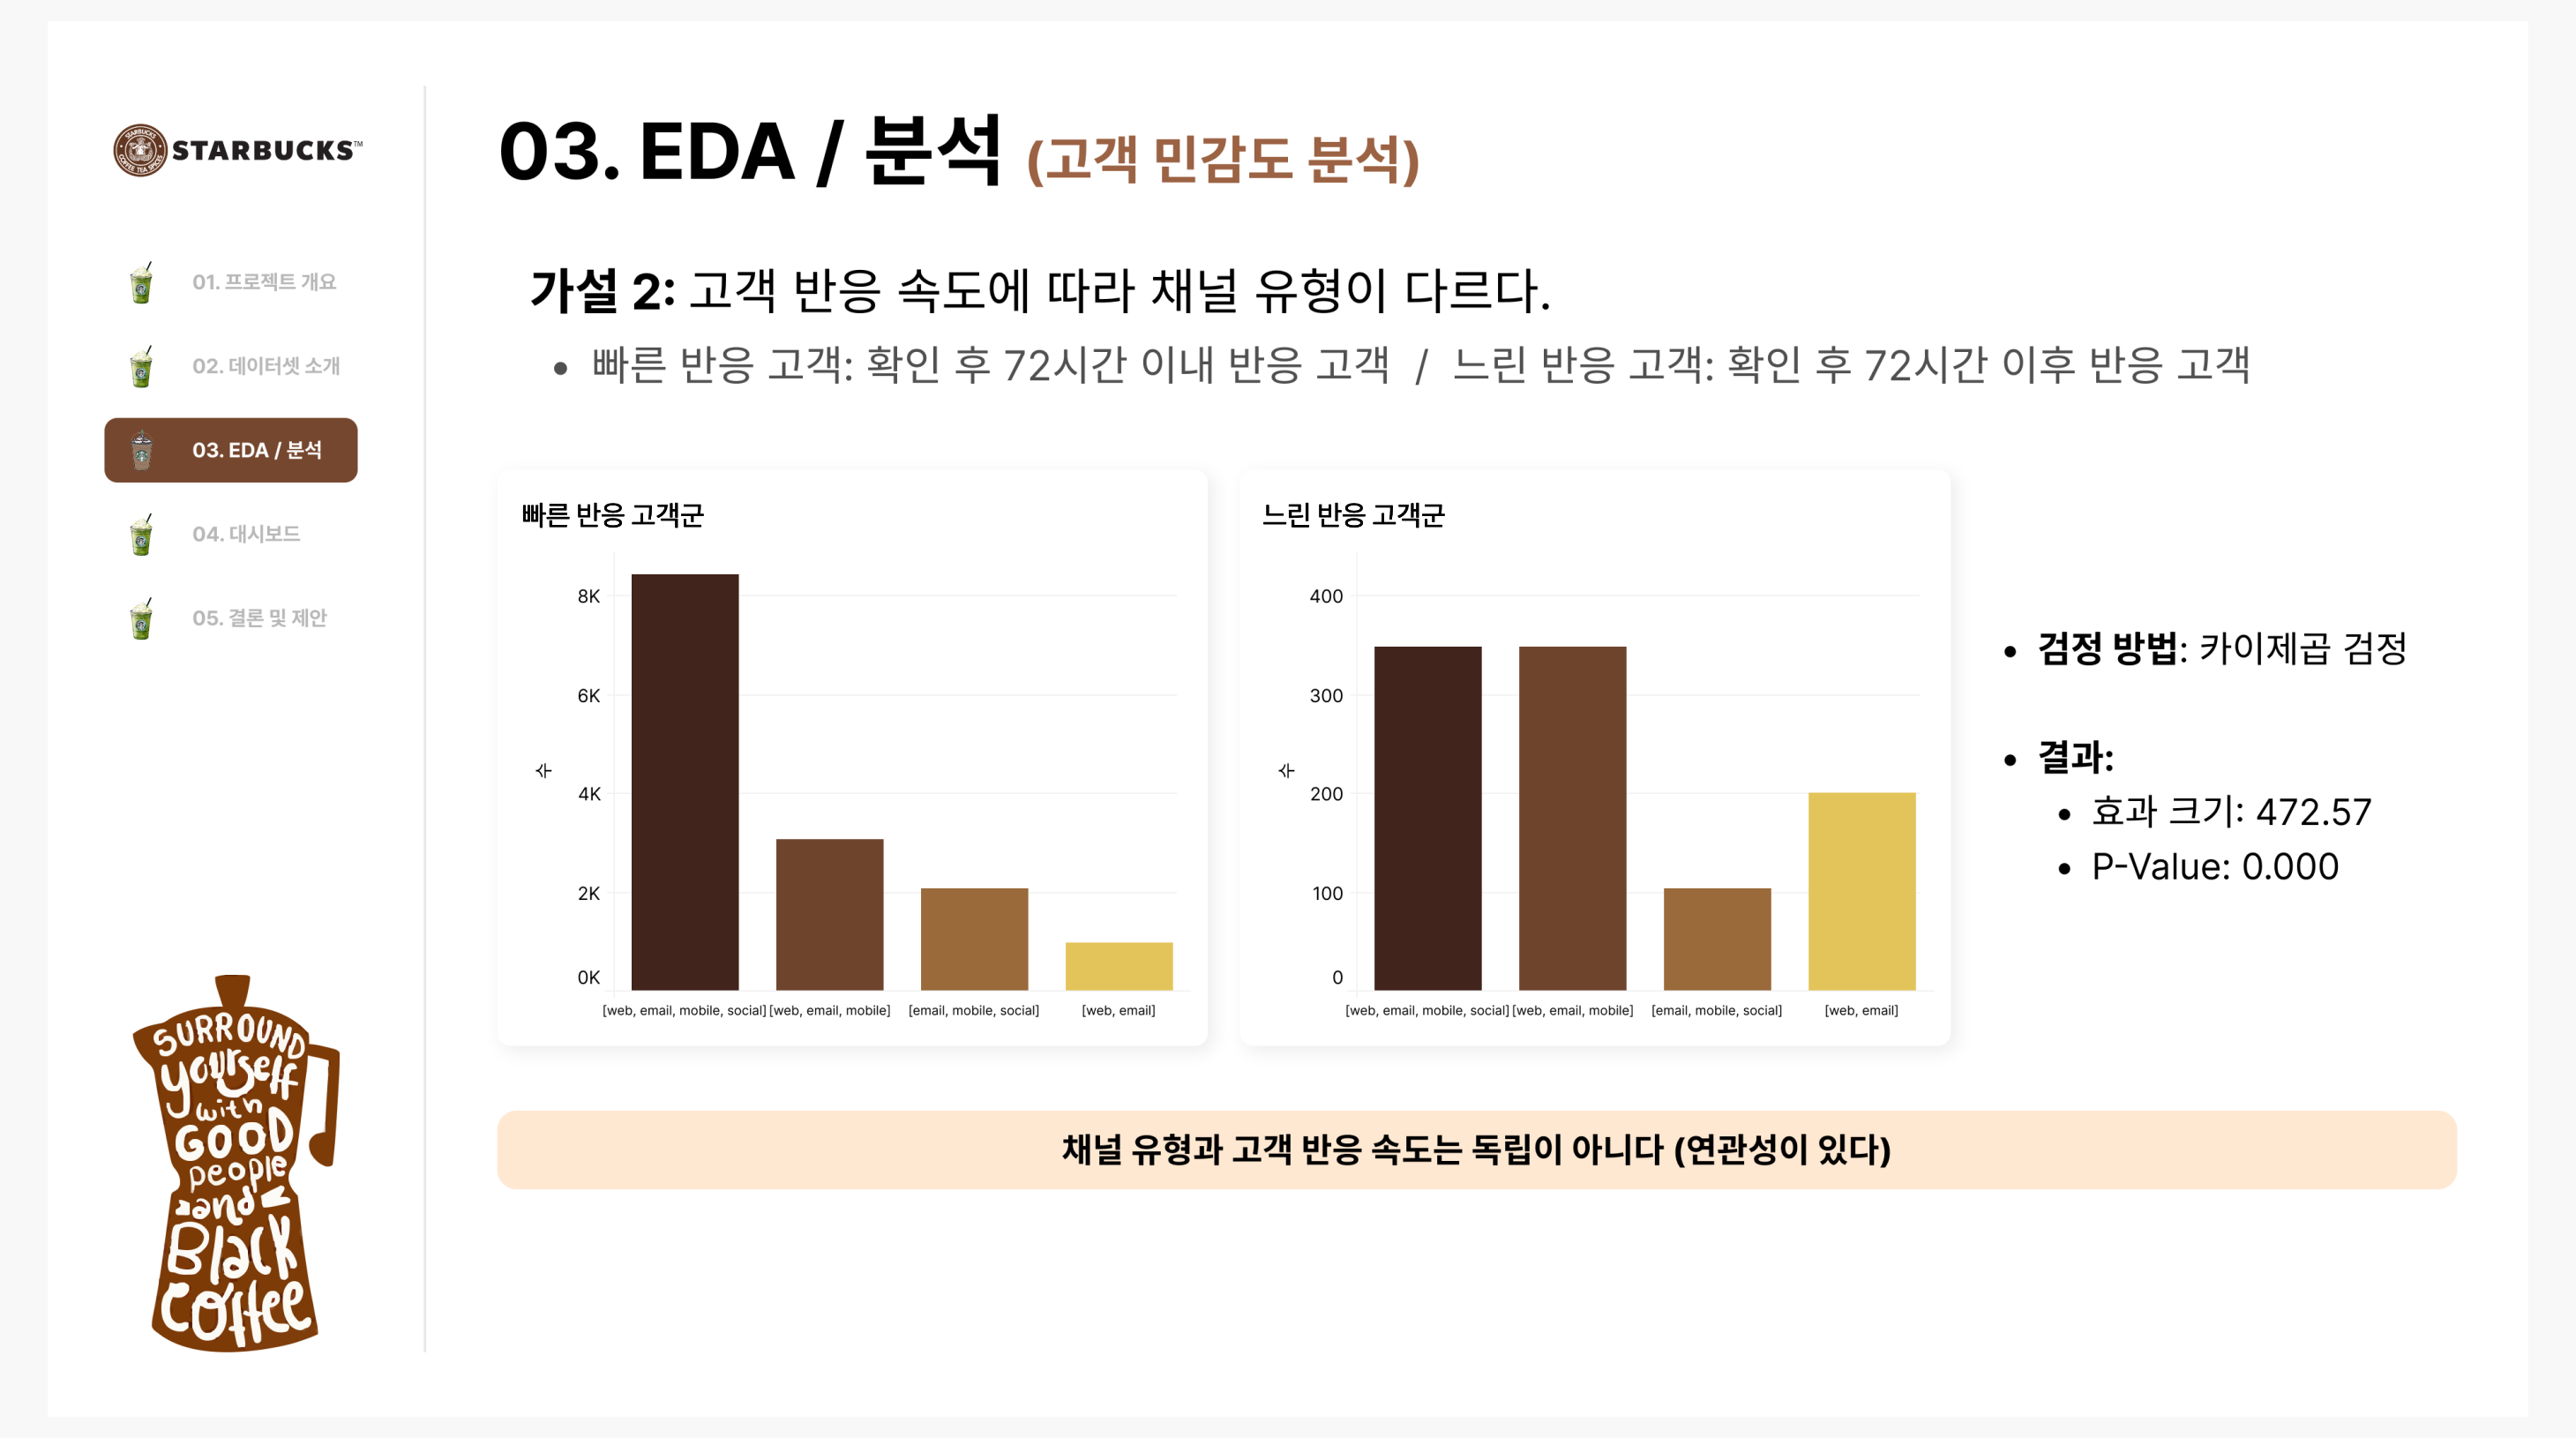 STARBUCKS COFFEE TEA SPICES
STARBUCKS™
01. 프로젝트 개요
02. 데이터셋 소개
03. EDA / 분석
04. 대시보드
05. 결론 및 제안
SURROUND
yourself
with
GOOD
people
and
Black
Coffee
03. EDA / 분석 (고객 민감도 분석)
가설 2: 고객 반응 속도에 따라 채널 유형이 다르다.
• 빠른 반응 고객: 확인 후 72시간 이내 반응 고객 / 느린 반응 고객: 확인 후 72시간 이후 반응 고객
빠른 반응 고객군
수
8K
6K
4K
2K
0K
[web, email, mobile, social] [web, email, mobile] [email, mobile, social] [web, email]
느린 반응 고객군
수
400
300
200
100
0
[web, email, mobile, social] [web, email, mobile] [email, mobile, social] [web, email]
• 검정 방법: 카이제곱 검정
• 결과:
• 효과 크기: 472.57
• P-Value: 0.000
채널 유형과 고객 반응 속도는 독립이 아니다 (연관성이 있다)